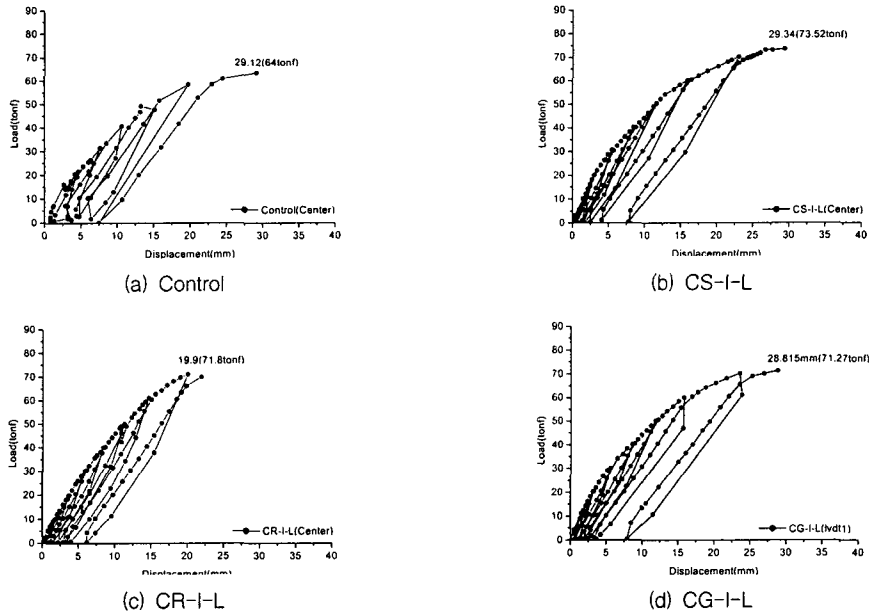 90
80
70
60
50
40
30
20
10
0
Load(tonf)
29.12(64tonf)
Control(Center)
0 5 10 15 20 25 30 35 40
Displacement(mm)
(a) Control
90
80
70
60
50
40
30
20
10
0
Load(tonf)
29.34(73.52tonf)
CS-I-L(Center)
0 5 10 15 20 25 30 35 40
Displacement(mm)
(b) CS-I-L
90
80
70
60
50
40
30
20
10
0
Load(tonf)
19.9(71.8tonf)
CR-I-L(Center)
0 5 10 15 20 25 30 35 40
Displacement(mm)
(c) CR-I-L
90
80
70
60
50
40
30
20
10
0
Load(tonf)
28.815mm(71.27tonf)
CG-I-L(lvdt1)
0 5 10 15 20 25 30 35 40
Displacement(mm)
(d) CG-I-L